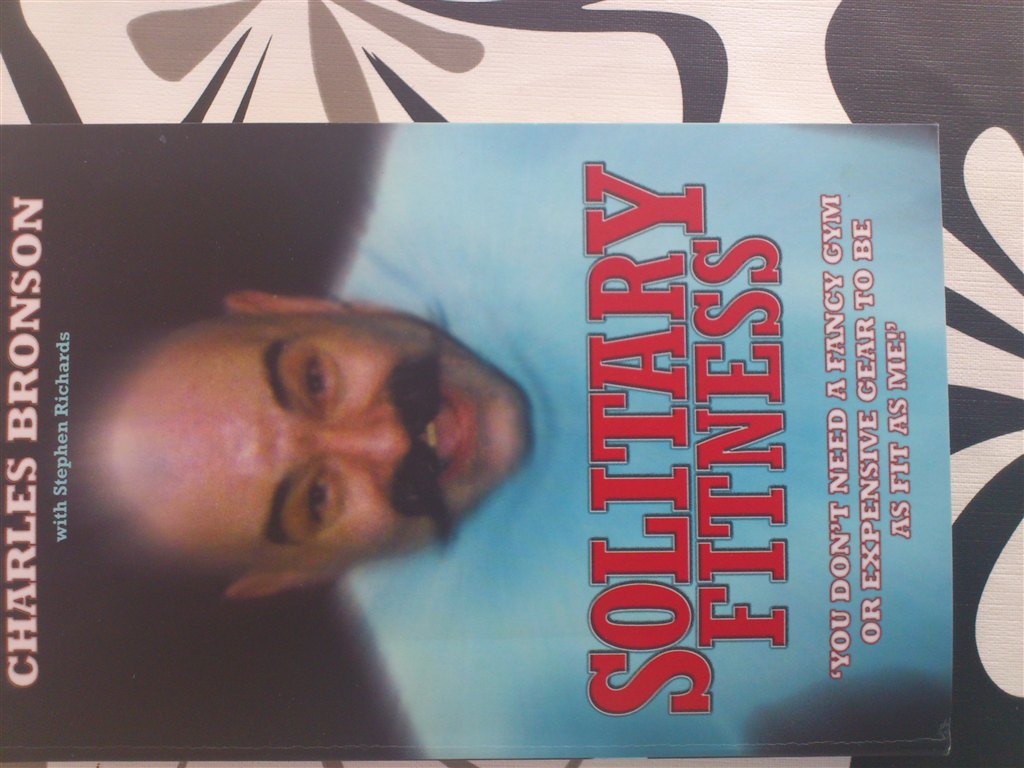 CHARLES BRONSON
with Stephen Richards
SOLITARY
FITNESS
'YOU DON'T NEED A FANCY GYM
OR EXPENSIVE GEAR TO BE
AS FIT AS ME!'